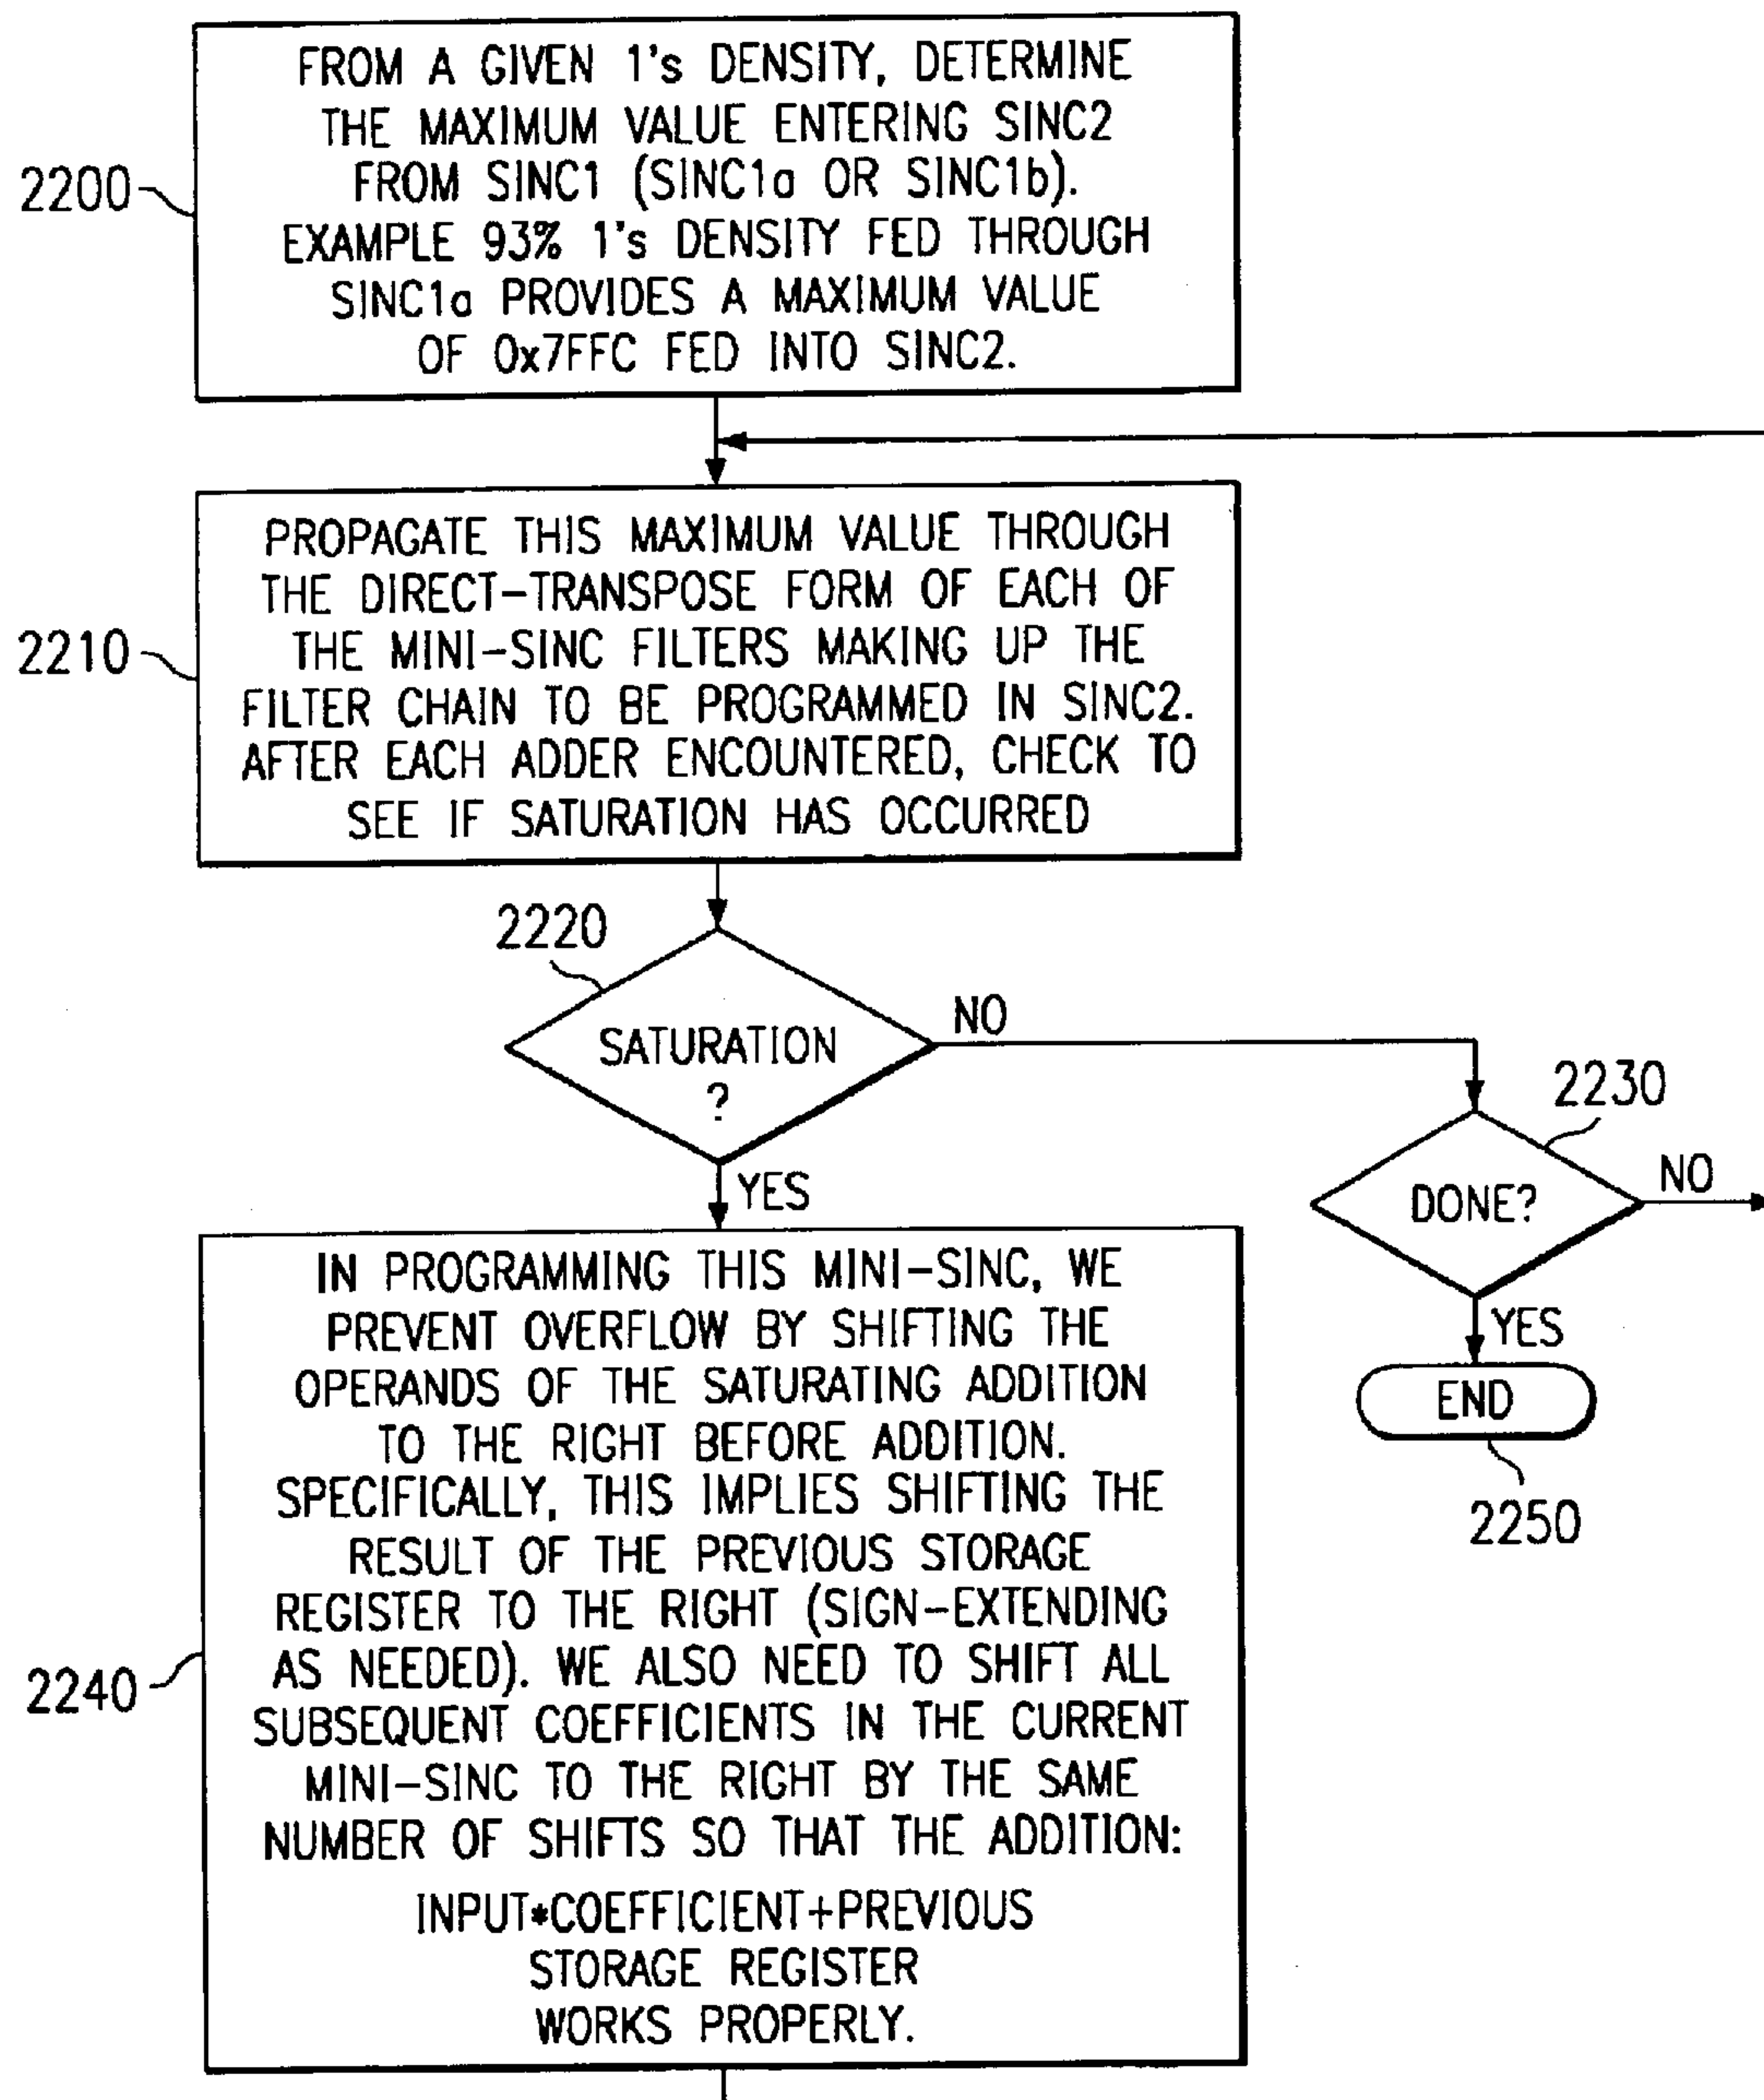 FROM A GIVEN 1's DENSITY, DETERMINE
THE MAXIMUM VALUE ENTERING SINC2
FROM SINC1 (SINC1a OR SINC1b).
EXAMPLE 93% 1's DENSITY FED THROUGH
SINC1a PROVIDES A MAXIMUM VALUE
OF 0x7FFC FED INTO SINC2.
2200
PROPAGATE THIS MAXIMUM VALUE THROUGH
THE DIRECT-TRANSPOSE FORM OF EACH OF
THE MINI-SINC FILTERS MAKING UP THE
FILTER CHAIN TO BE PROGRAMMED IN SINC2.
AFTER EACH ADDER ENCOUNTERED, CHECK TO
SEE IF SATURATION HAS OCCURRED
2210
2220
SATURATION
?
NO
YES
2230
DONE?
NO
YES
END
2250
IN PROGRAMMING THIS MINI-SINC, WE
PREVENT OVERFLOW BY SHIFTING THE
OPERANDS OF THE SATURATING ADDITION
TO THE RIGHT BEFORE ADDITION.
SPECIFICALLY, THIS IMPLIES SHIFTING THE
RESULT OF THE PREVIOUS STORAGE
REGISTER TO THE RIGHT (SIGN-EXTENDING
AS NEEDED). WE ALSO NEED TO SHIFT ALL
SUBSEQUENT COEFFICIENTS IN THE CURRENT
MINI-SINC TO THE RIGHT BY THE SAME
NUMBER OF SHIFTS SO THAT THE ADDITION:
INPUT*COEFFICIENT+PREVIOUS
STORAGE REGISTER
WORKS PROPERLY.
2240